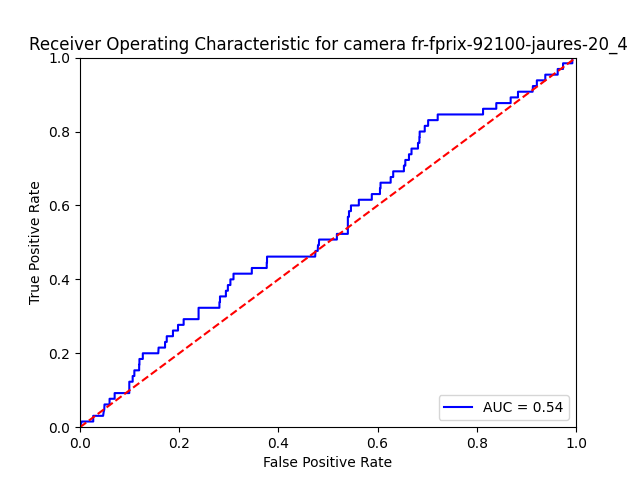 Receiver Operating Characteristic for camera fr-fprix-92100-jaures-20_4
True Positive Rate
1.0
0.8
0.6
0.4
0.2
0.0
AUC = 0.54
0.0 0.2 0.4 0.6 0.8 1.0
False Positive Rate